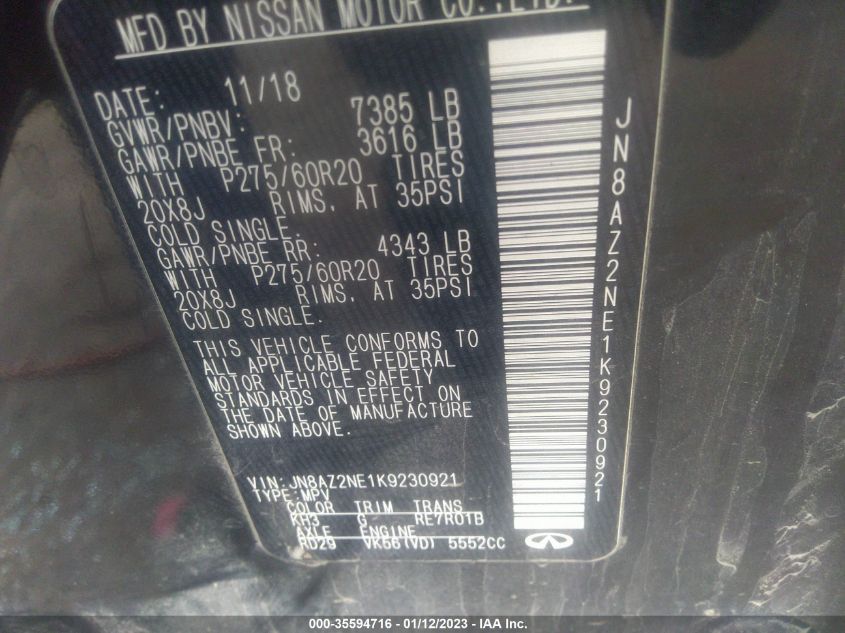 MFD BY NISSAN MOTOR CO.,LTD.
DATE: 11/18
GVWR/PNBV: 7385 LB
GAWR/PNBE FR: 3616 LB
WITH P275/60R20 TIRES
20X8J RIMS, AT 35PSI
COLD SINGLE.
GAWR/PNBE RR: 4343 LB
WITH P275/60R20 TIRES
20X8J RIMS, AT 35PSI
COLD SINGLE.
THIS VEHICLE CONFORMS TO
ALL APPLICABLE FEDERAL
MOTOR VEHICLE SAFETY
STANDARDS IN EFFECT ON
THE DATE OF MANUFACTURE
SHOWN ABOVE.
VIN:JN8AZ2NE1K9230921
TYPE:MPV
COLOR TRIM TRANS
KH3 G RE7R01B
AXLE ENGINE
RD29 VK56(VD) 5552CC
JN8AZ2NE1K9230921
000-35594716 - 01/12/2023 - IAA Inc.